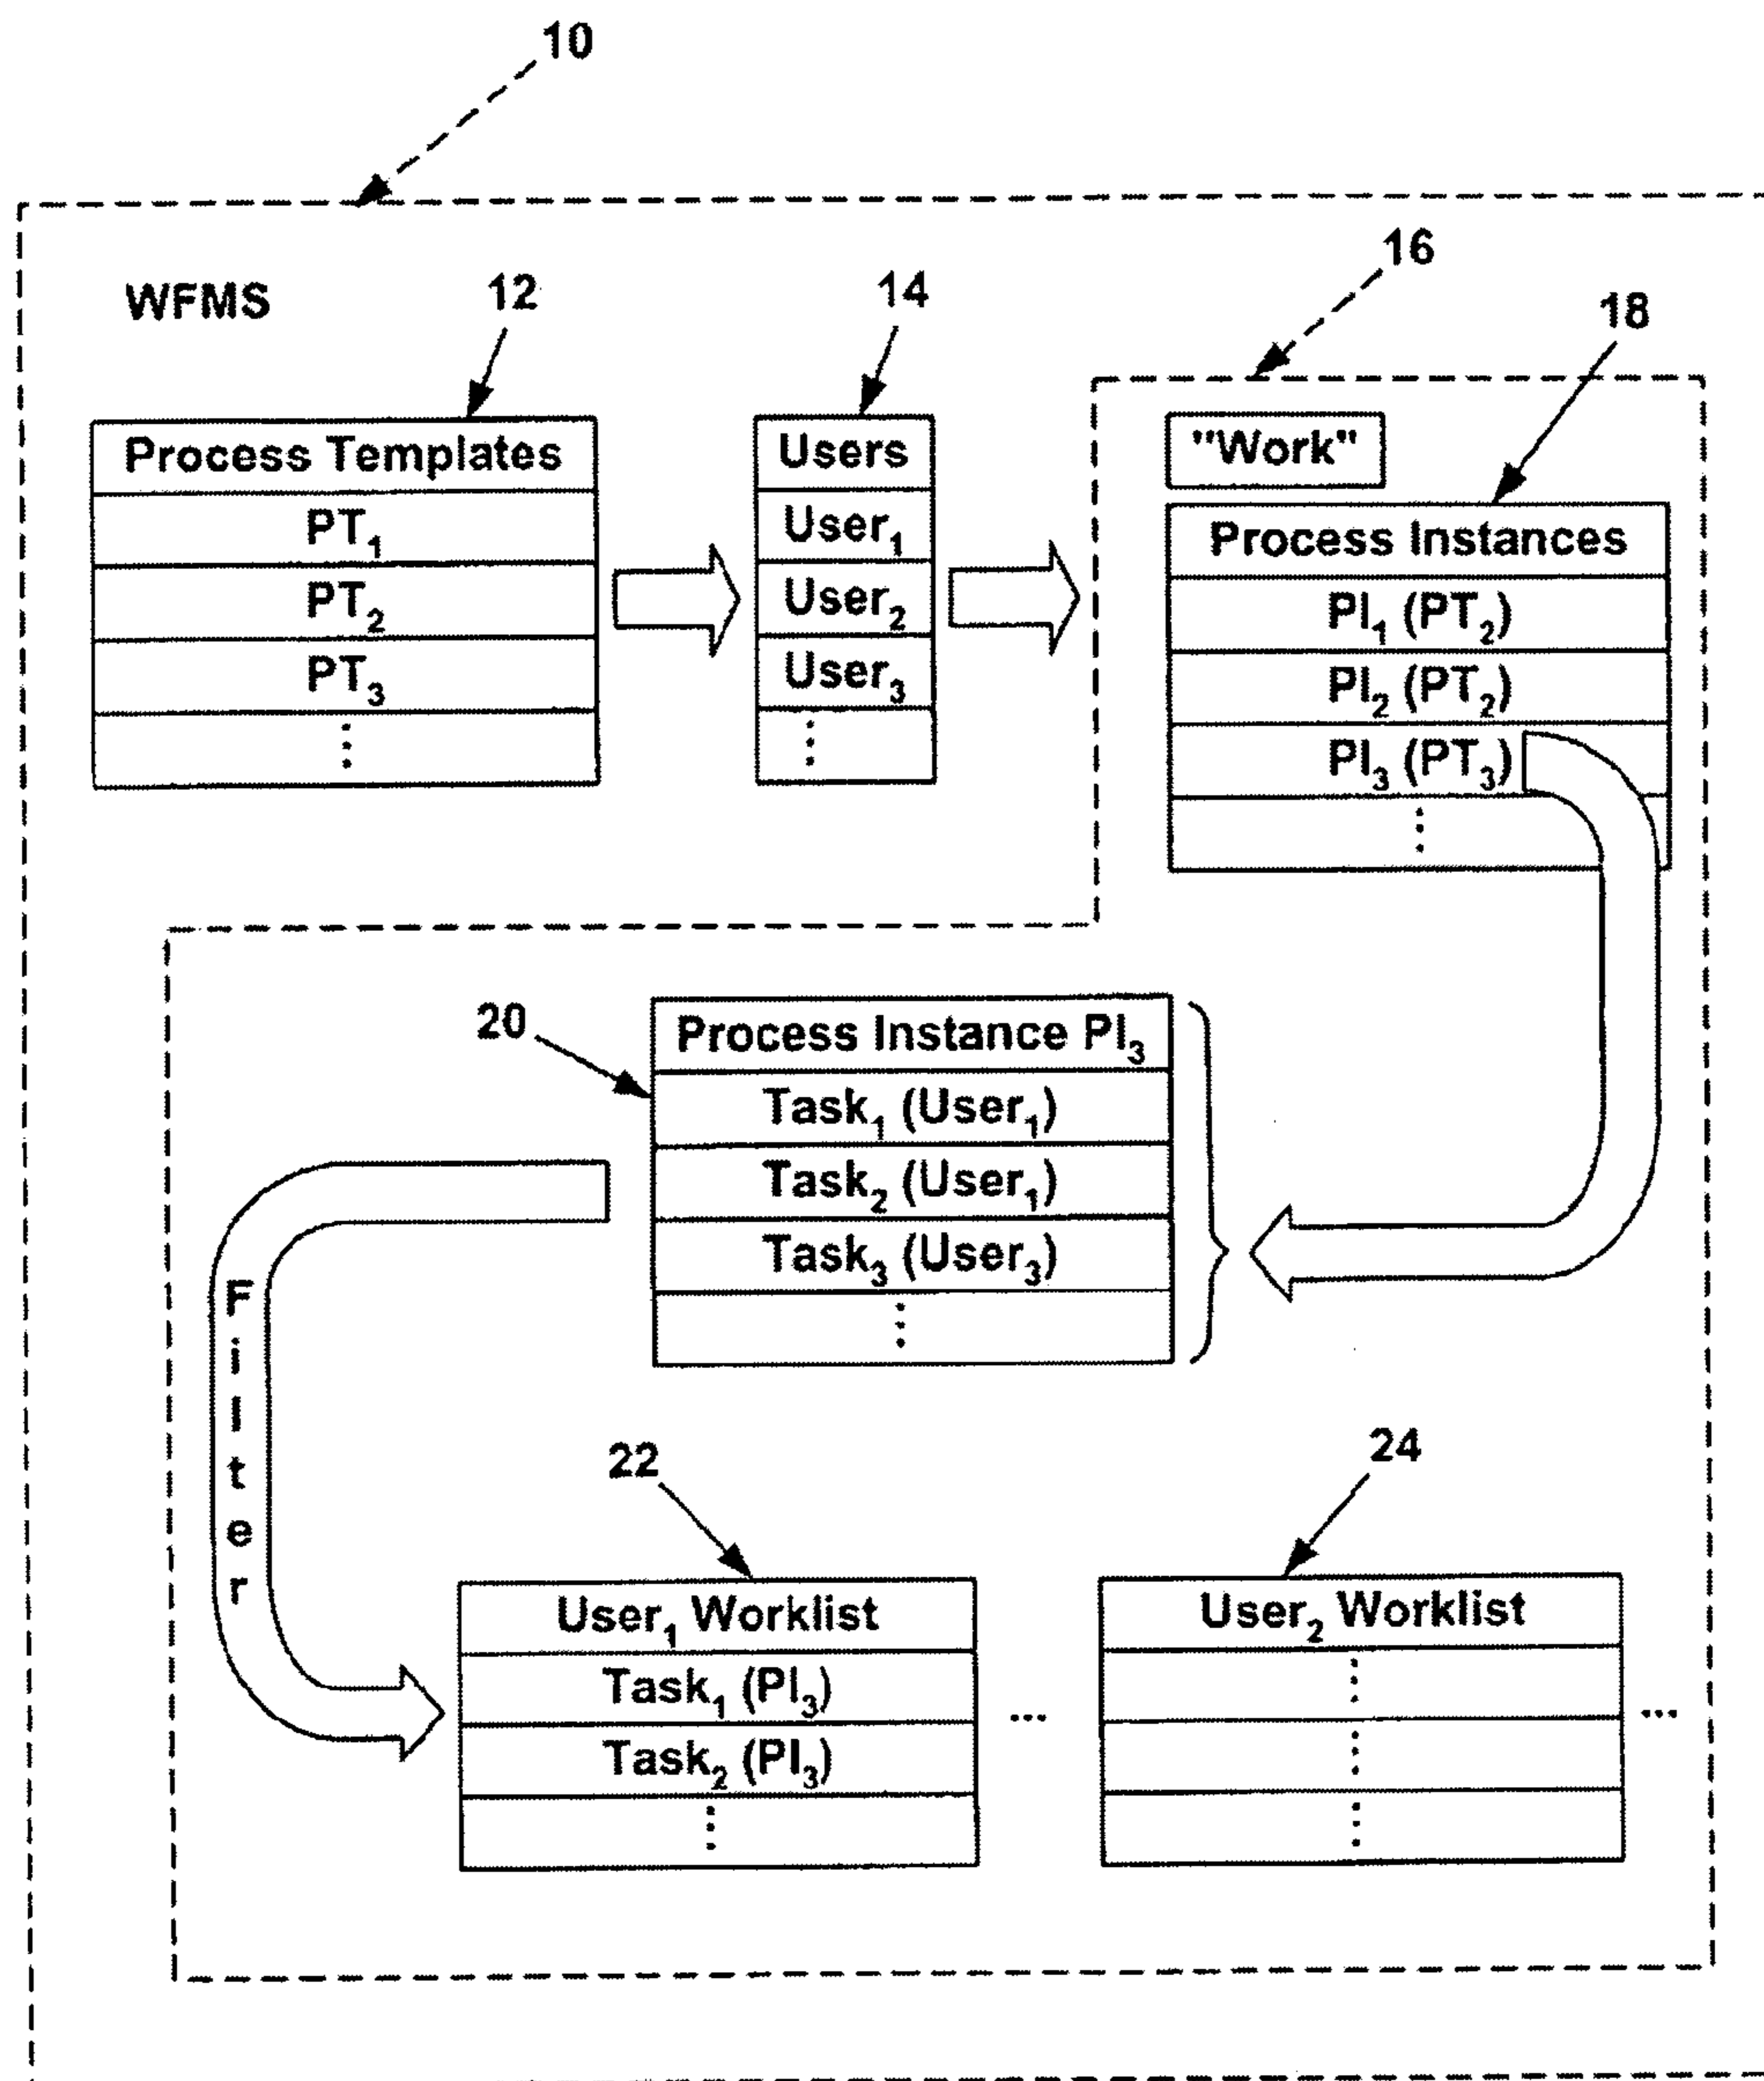 10
16
WFMS
12
14
18
Process Templates
PT₁
PT₂
PT₃
⋮
Users
User₁
User₂
User₃
⋮
"Work"
Process Instances
PI₁ (PT₂)
PI₂ (PT₂)
PI₃ (PT₃)
⋮
20
Process Instance PI₃
Task₁ (User₁)
Task₂ (User₁)
Task₃ (User₃)
⋮
Filter
22
24
User₁ Worklist
Task₁ (PI₃)
Task₂ (PI₃)
⋮
...
User₂ Worklist
⋮
⋮
⋮
...